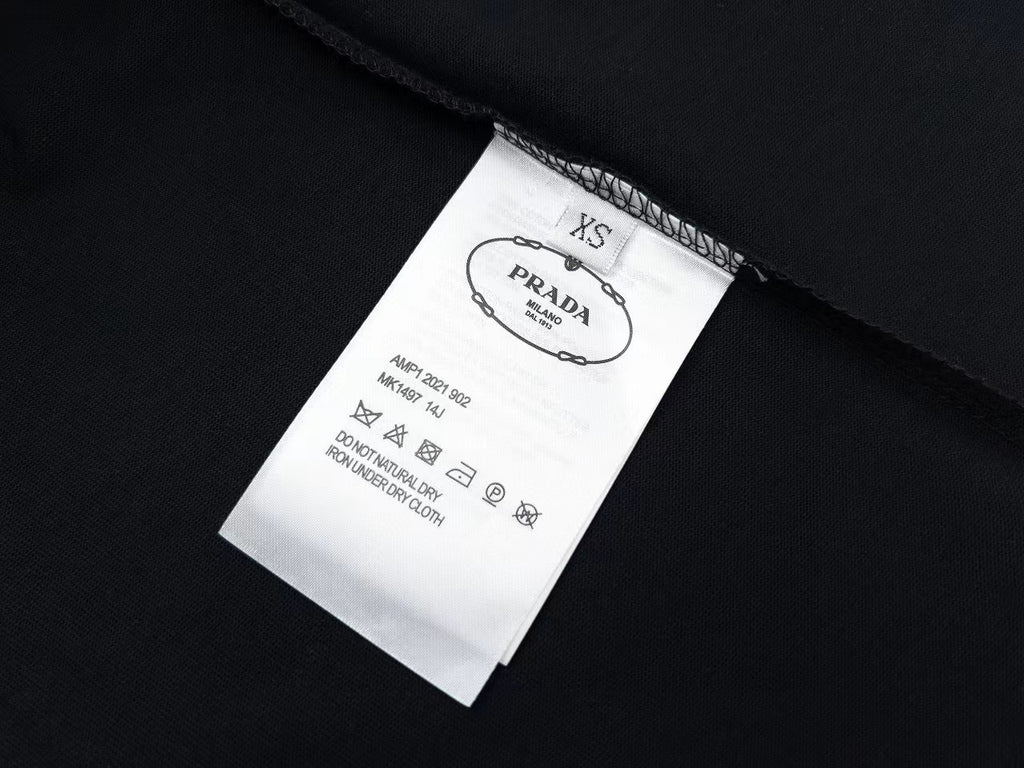 XS
PRADA
MILANO
DAL 1913
AMP1 2021 902
MK1497 14J
P
W
DO NOT NATURAL DRY
IRON UNDER DRY CLOTH